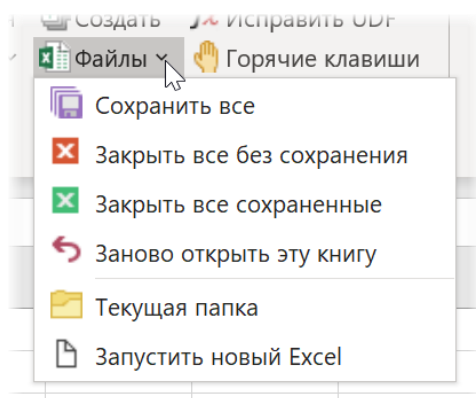 Создать Исправить UDF
Файлы Горячие клавиши
Сохранить все
Закрыть все без сохранения
Закрыть все сохраненные
Заново открыть эту книгу
Текущая папка
Запустить новый Excel